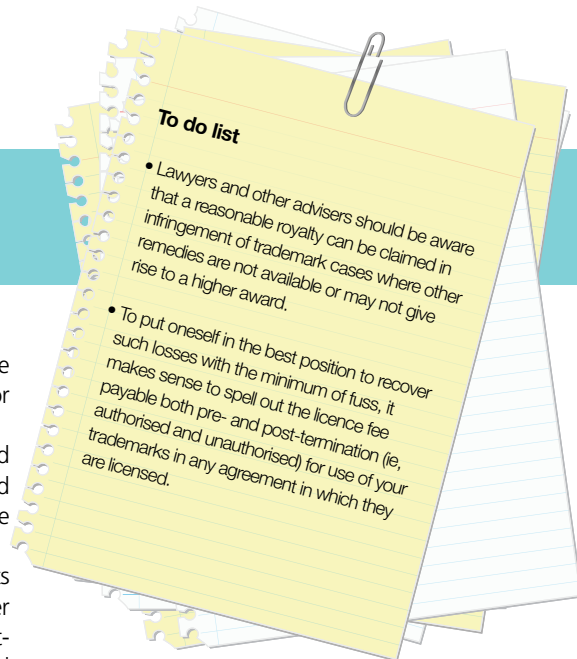 To do list
• Lawyers and other advisers should be aware
that a reasonable royalty can be claimed in
infringement of trademark cases where other
remedies are not available or may not give
rise to a higher award.
• To put oneself in the best position to recover
such losses with the minimum of fuss, it
makes sense to spell out the licence fee
payable both pre- and post-termination (ie,
authorised and unauthorised) for use of your
trademarks in any agreement in which they
are licensed.